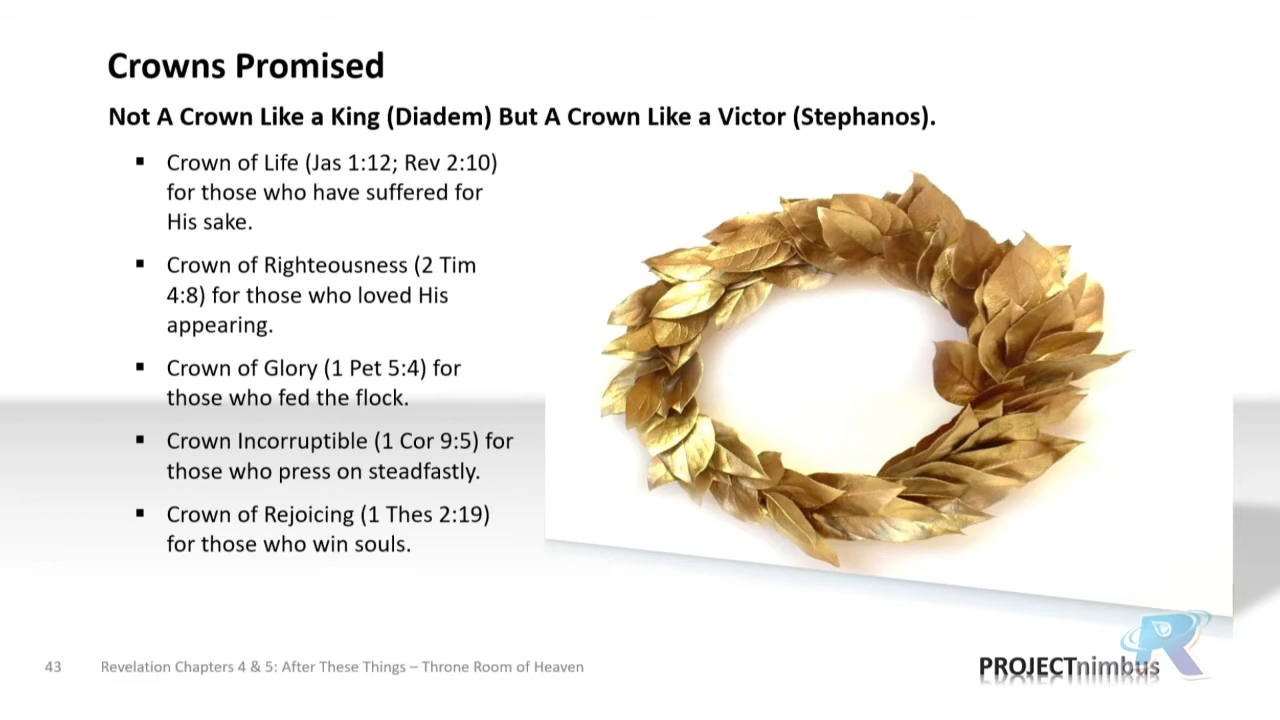 Crowns Promised
Not A Crown Like a King (Diadem) But A Crown Like a Victor (Stephanos).
▪ Crown of Life (Jas 1:12; Rev 2:10)
for those who have suffered for
His sake.
▪ Crown of Righteousness (2 Tim
4:8) for those who loved His
appearing.
▪ Crown of Glory (1 Pet 5:4) for
those who fed the flock.
▪ Crown Incorruptible (1 Cor 9:5) for
those who press on steadfastly.
▪ Crown of Rejoicing (1 Thes 2:19)
for those who win souls.
43 Revelation Chapters 4 & 5: After These Things – Throne Room of Heaven
PROJECTnimbus
R